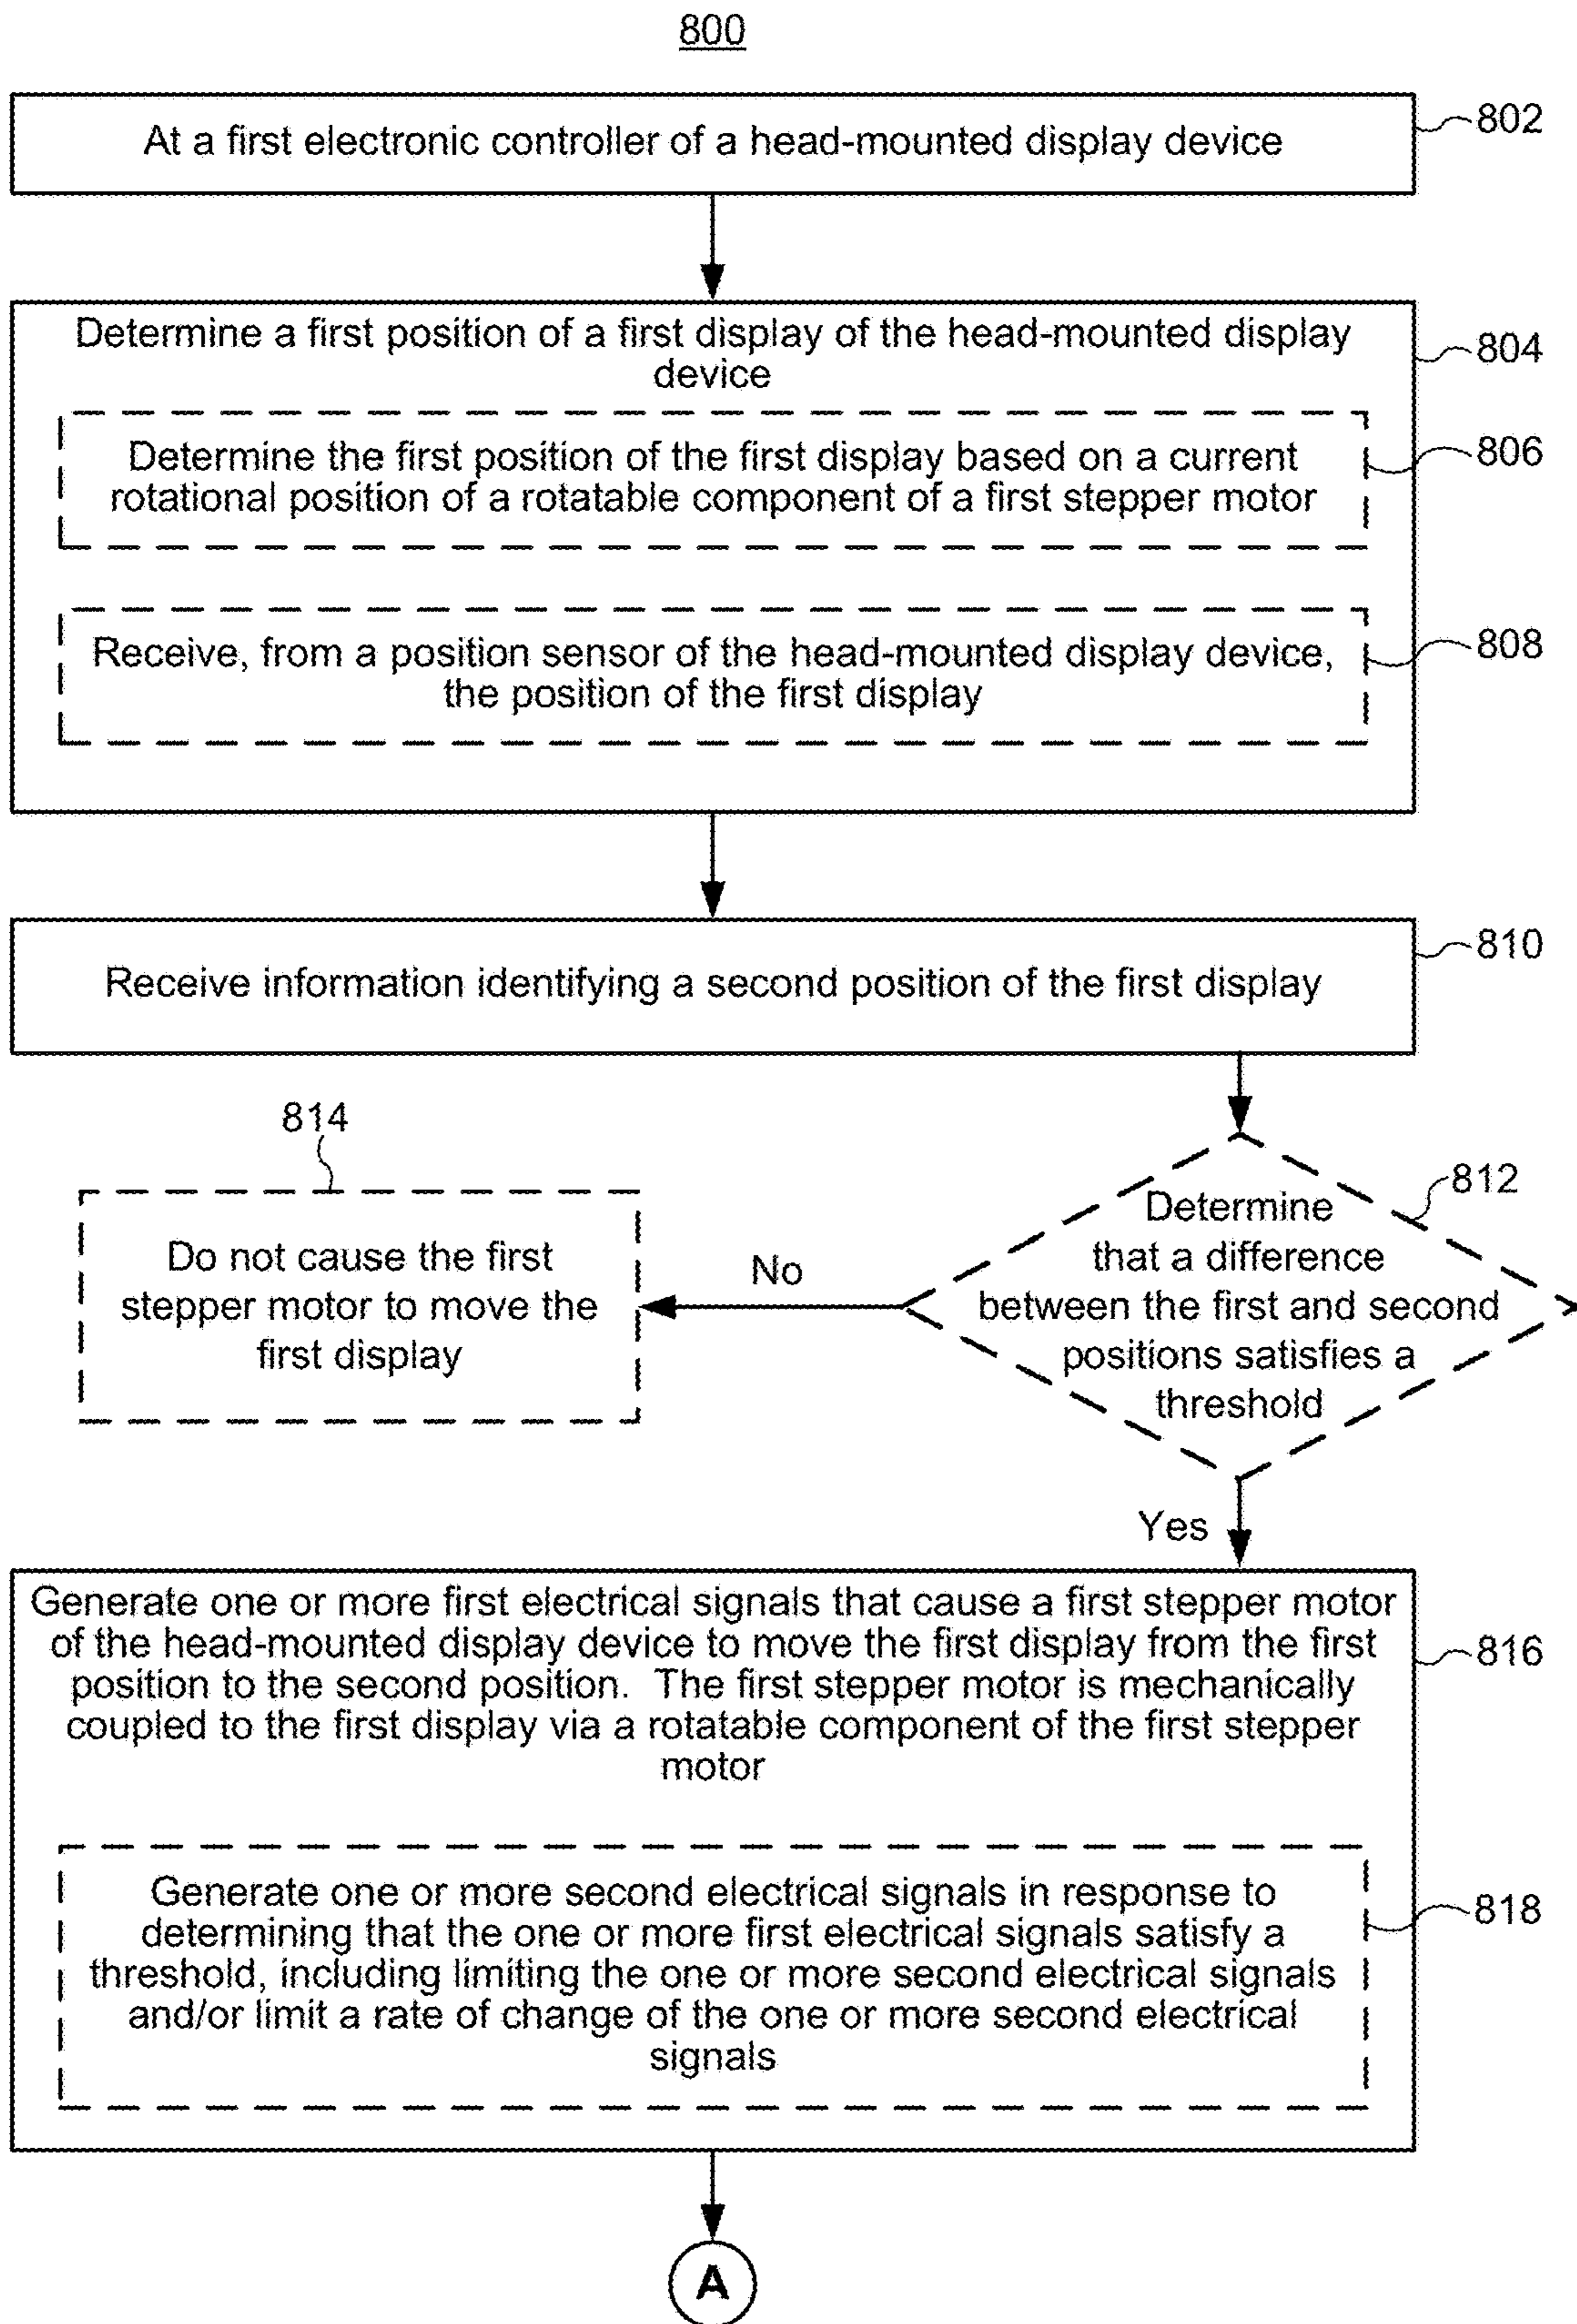 800
At a first electronic controller of a head-mounted display device
802
Determine a first position of a first display of the head-mounted display
device
804
Determine the first position of the first display based on a current
rotational position of a rotatable component of a first stepper motor
806
Receive, from a position sensor of the head-mounted display device,
the position of the first display
808
Receive information identifying a second position of the first display
810
814
Do not cause the first
stepper motor to move the
first display
No
812
Determine
that a difference
between the first and second
positions satisfies a
threshold
Yes
Generate one or more first electrical signals that cause a first stepper motor
of the head-mounted display device to move the first display from the first
position to the second position.  The first stepper motor is mechanically
coupled to the first display via a rotatable component of the first stepper
motor
816
Generate one or more second electrical signals in response to
determining that the one or more first electrical signals satisfy a
threshold, including limiting the one or more second electrical signals
and/or limit a rate of change of the one or more second electrical
signals
818
A